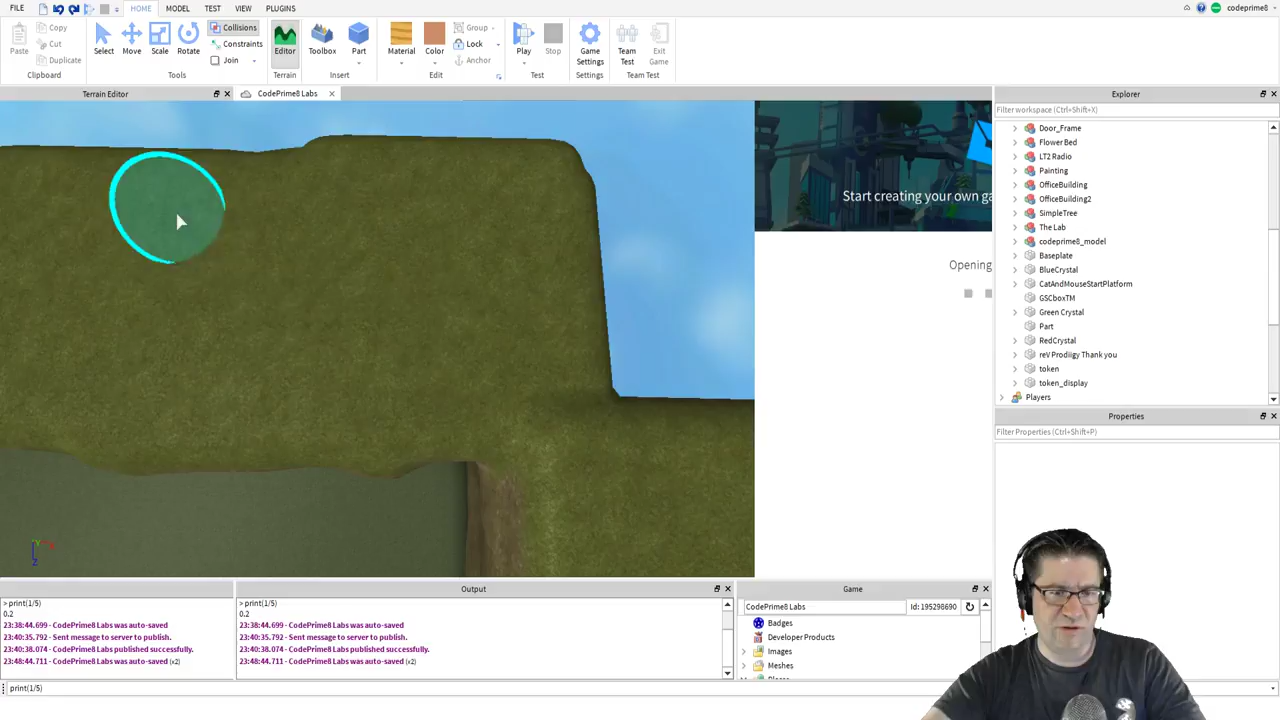 FILE HOME MODEL TEST VIEW PLUGINS codeprime8
Paste Copy Cut Duplicate Clipboard
Select Move Scale Rotate Collisions Constraints Join Tools
Editor Terrain
Toolbox Part Insert
Material Color Group Lock Anchor Edit
Play Stop Test
Game Settings Settings
Team Test Exit Game Team Test
Terrain Editor
CodePrime8 Labs
Start creating your own ga
Opening
Explorer
Filter workspace (Ctrl+Shift+X)
Door_Frame
Flower Bed
LT2 Radio
Painting
OfficeBuilding
OfficeBuilding2
SimpleTree
The Lab
codeprime8_model
Baseplate
BlueCrystal
CatAndMouseStartPlatform
GSCboxTM
Green Crystal
Part
RedCrystal
reV Prodiigy Thank you
token
token_display
Players
Properties
Filter Properties (Ctrl+Shift+P)
> print(1/5)
0.2
23:38:44.699 - CodePrime8 Labs was auto-saved
23:40:35.792 - Sent message to server to publish.
23:40:38.074 - CodePrime8 Labs published successfully.
23:48:44.711 - CodePrime8 Labs was auto-saved (x2)
Output
> print(1/5)
0.2
23:38:44.699 - CodePrime8 Labs was auto-saved
23:40:35.792 - Sent message to server to publish.
23:40:38.074 - CodePrime8 Labs published successfully.
23:48:44.711 - CodePrime8 Labs was auto-saved (x2)
Game
CodePrime8 Labs Id: 195298690
Badges
Developer Products
Images
Meshes
print(1/5)